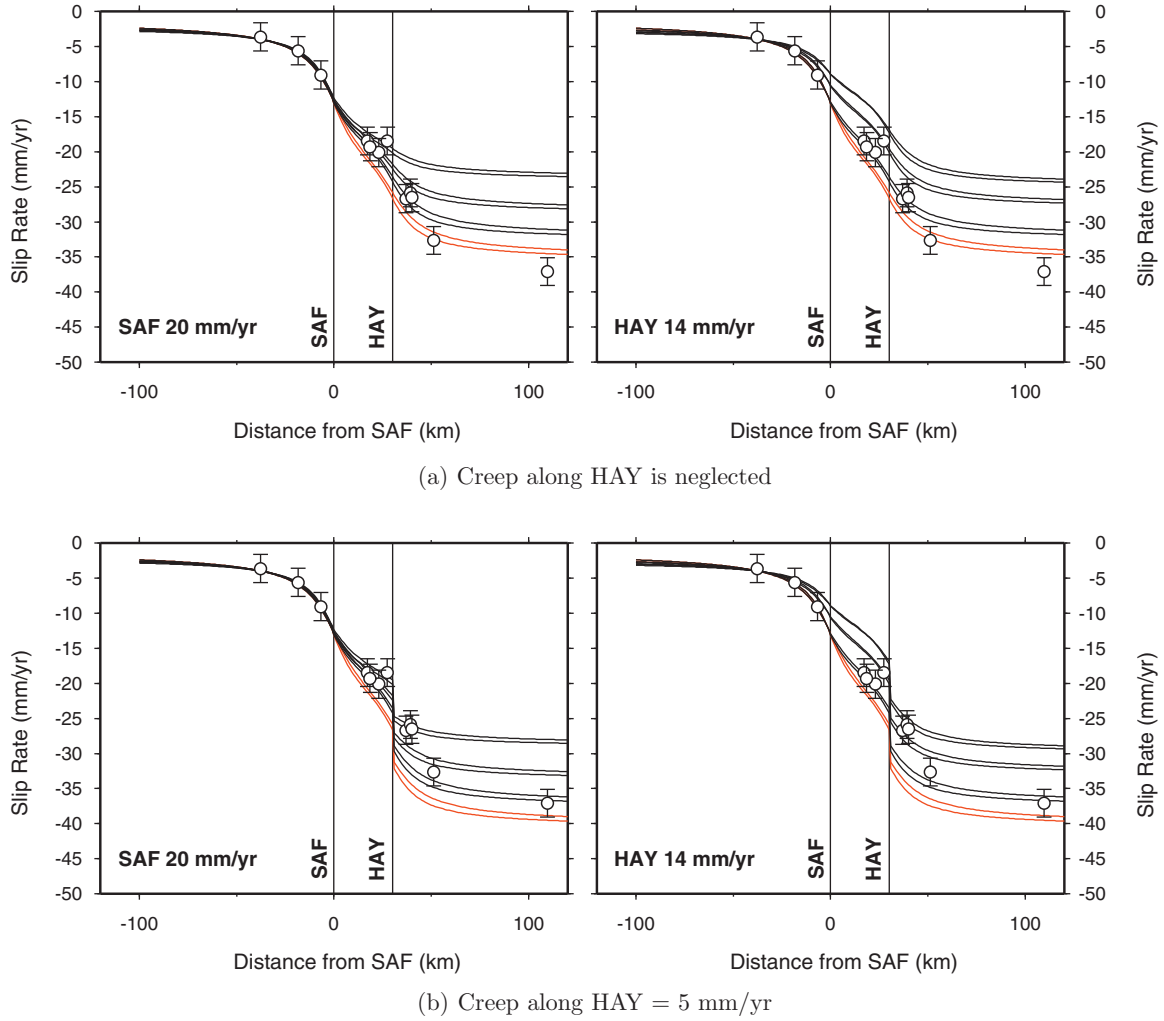 0
-5
-10
-15
-20
-25
-30
-35
-40
-45
-50
Slip Rate (mm/yr)
SAF 20 mm/yr
SAF
HAY
-100
0
100
Distance from SAF (km)
HAY 14 mm/yr
SAF
HAY
-100
0
100
Distance from SAF (km)
0
-5
-10
-15
-20
-25
-30
-35
-40
-45
-50
Slip Rate (mm/yr)
(a) Creep along HAY is neglected
0
-5
-10
-15
-20
-25
-30
-35
-40
-45
-50
Slip Rate (mm/yr)
SAF 20 mm/yr
SAF
HAY
-100
0
100
Distance from SAF (km)
HAY 14 mm/yr
SAF
HAY
-100
0
100
Distance from SAF (km)
0
-5
-10
-15
-20
-25
-30
-35
-40
-45
-50
Slip Rate (mm/yr)
(b) Creep along HAY = 5 mm/yr